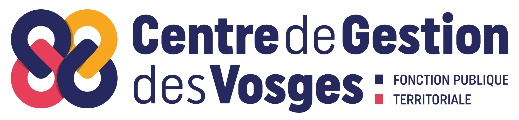 Centre de Gestion
des Vosges
FONCTION PUBLIQUE
TERRITORIALE